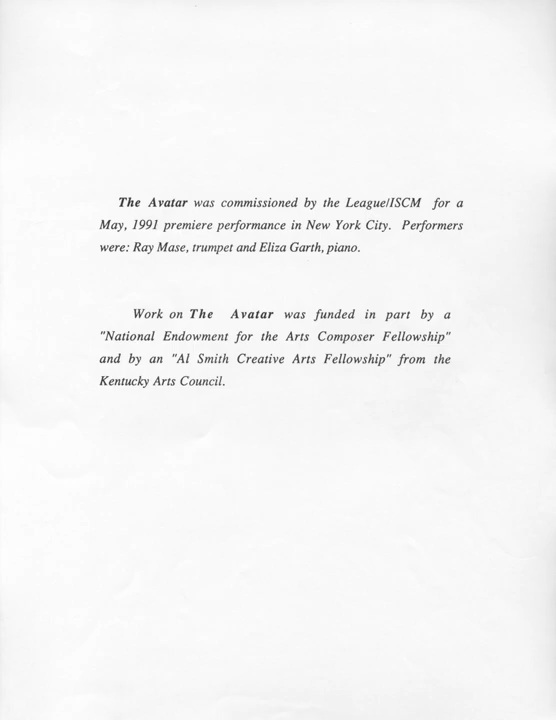 The Avatar was commissioned by the League/ISCM for a
May, 1991 premiere performance in New York City. Performers
were: Ray Mase, trumpet and Eliza Garth, piano.
Work on The Avatar was funded in part by a
"National Endowment for the Arts Composer Fellowship"
and by an "Al Smith Creative Arts Fellowship" from the
Kentucky Arts Council.